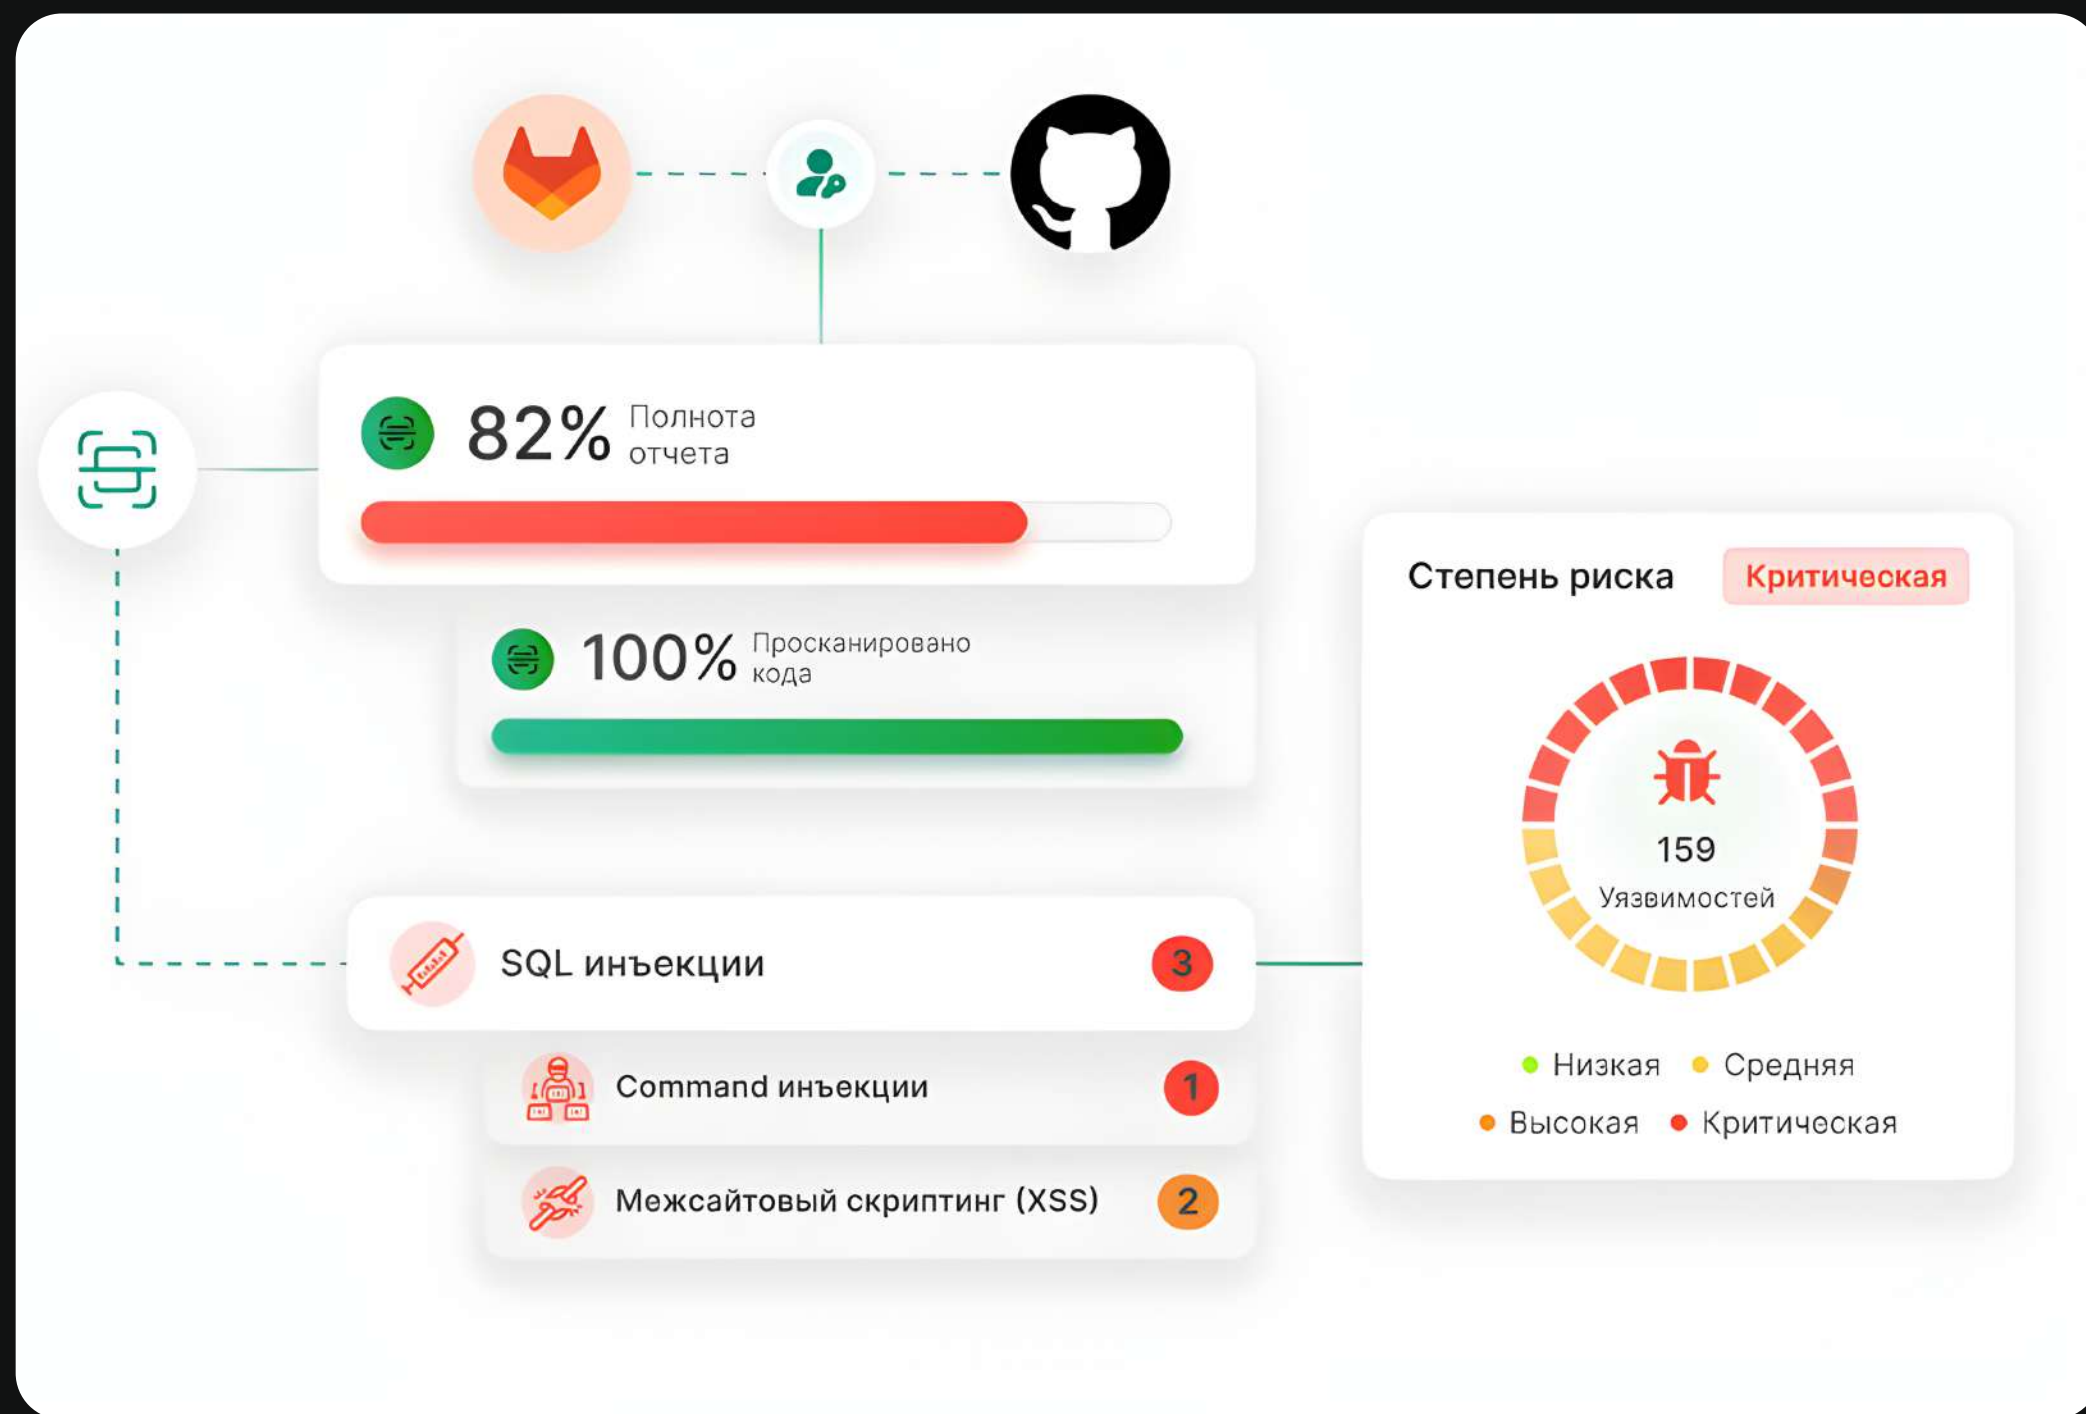 82%
Полнота
отчета
100%
Просканировано
кода
Степень риска
Критическая
159
Уязвимостей
Низкая
Средняя
Высокая
Критическая
SQL инъекции
3
Command инъекции
1
Межсайтовый скриптинг (XSS)
2